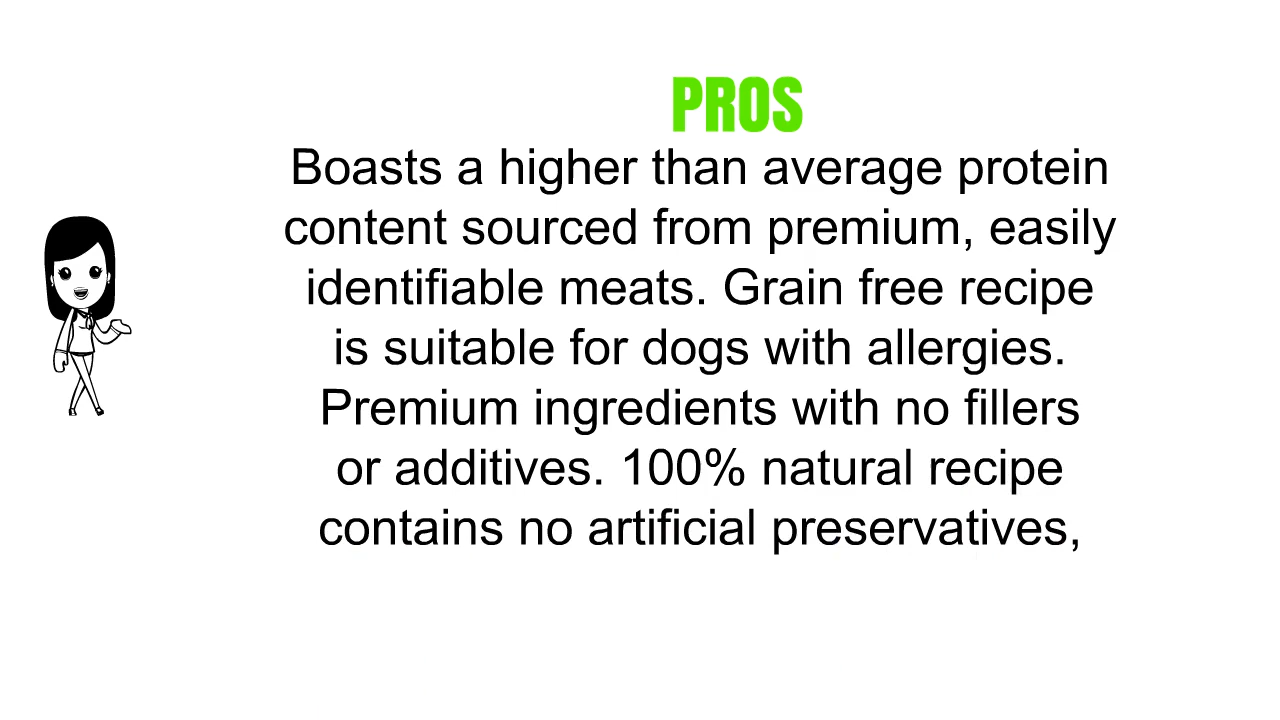 PROS
Boasts a higher than average protein
content sourced from premium, easily
identifiable meats. Grain free recipe
is suitable for dogs with allergies.
Premium ingredients with no fillers
or additives. 100% natural recipe
contains no artificial preservatives,